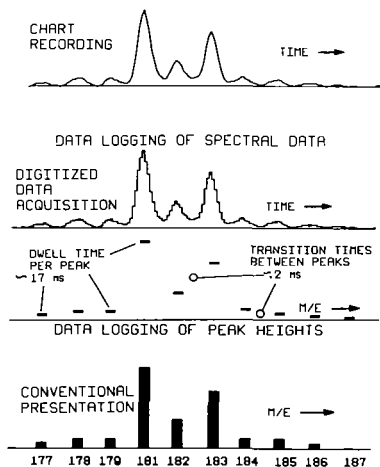 CHART
RECORDING
TIME
DATA LOGGING OF SPECTRAL DATA
DIGITIZED
DATA
ACQUISITION
TIME
DWELL TIME
PER PEAK
~17 ms
TRANSITION TIMES
BETWEEN PEAKS
~2 ms
M/E
DATA LOGGING OF PEAK HEIGHTS
CONVENTIONAL
PRESENTATION
M/E
177 178 179 181 182 183 184 185 186 187